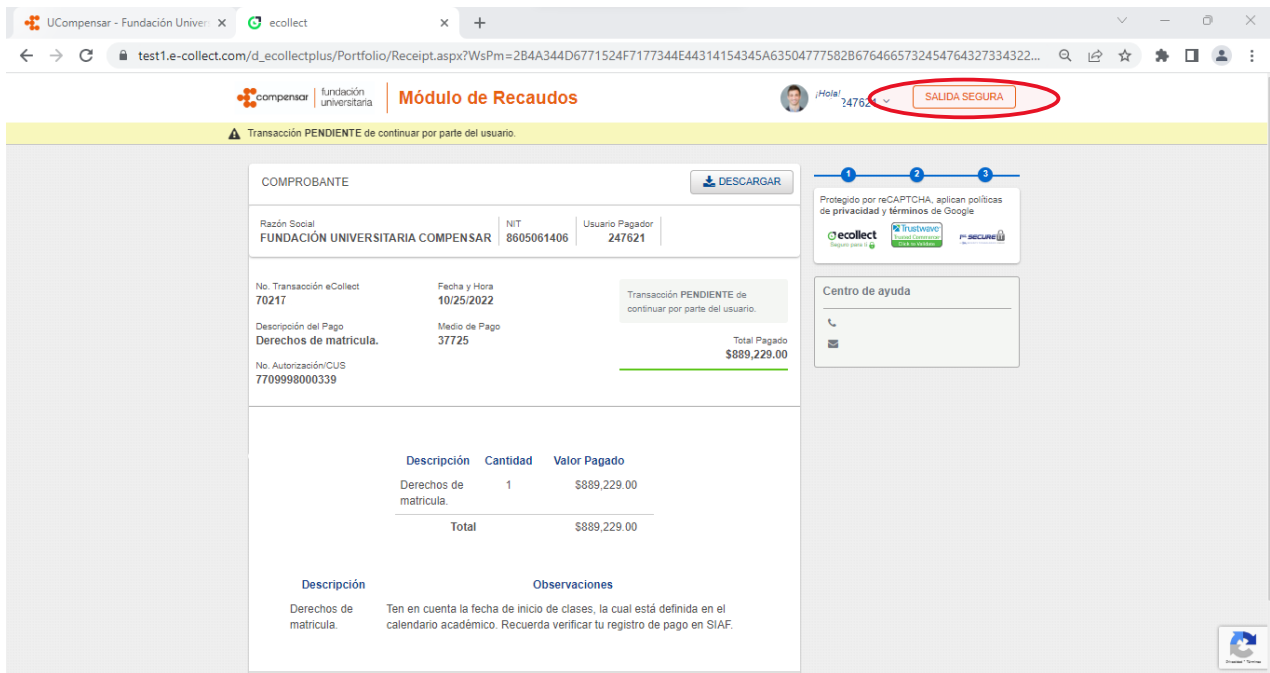 UCompensar - Fundación Univer
ecollect
test1.e-collect.com/d_ecollectplus/Portfolio/Receipt.aspx?WsPm=2B4A344D6771524F7177344E44314154345A63504777582B6764665732454764327334322...
compensar fundación universitaria
Módulo de Recaudos
¡Hola!
247621
SALIDA SEGURA
Transacción PENDIENTE de continuar por parte del usuario.
COMPROBANTE
DESCARGAR
Razón Social NIT Usuario Pagador
FUNDACIÓN UNIVERSITARIA COMPENSAR 8605061406 247621
No. Transacción eCollect Fecha y Hora
70217 10/25/2022
Descripción del Pago Medio de Pago
Derechos de matricula. 37725
No. Autorización/CUS
7709998000339
Transacción PENDIENTE de
continuar por parte del usuario.
Total Pagado
$889,229.00
Descripción Cantidad Valor Pagado
Derechos de 1 $889,229.00
matricula.
Total $889,229.00
Descripción Observaciones
Derechos de Ten en cuenta la fecha de inicio de clases, la cual está definida en el
matricula. calendario académico. Recuerda verificar tu registro de pago en SIAF.
1 2 3
Protegido por reCAPTCHA, aplican políticas
de privacidad y términos de Google
ecollect Trustwave SECURE
Seguro para ti
Centro de ayuda